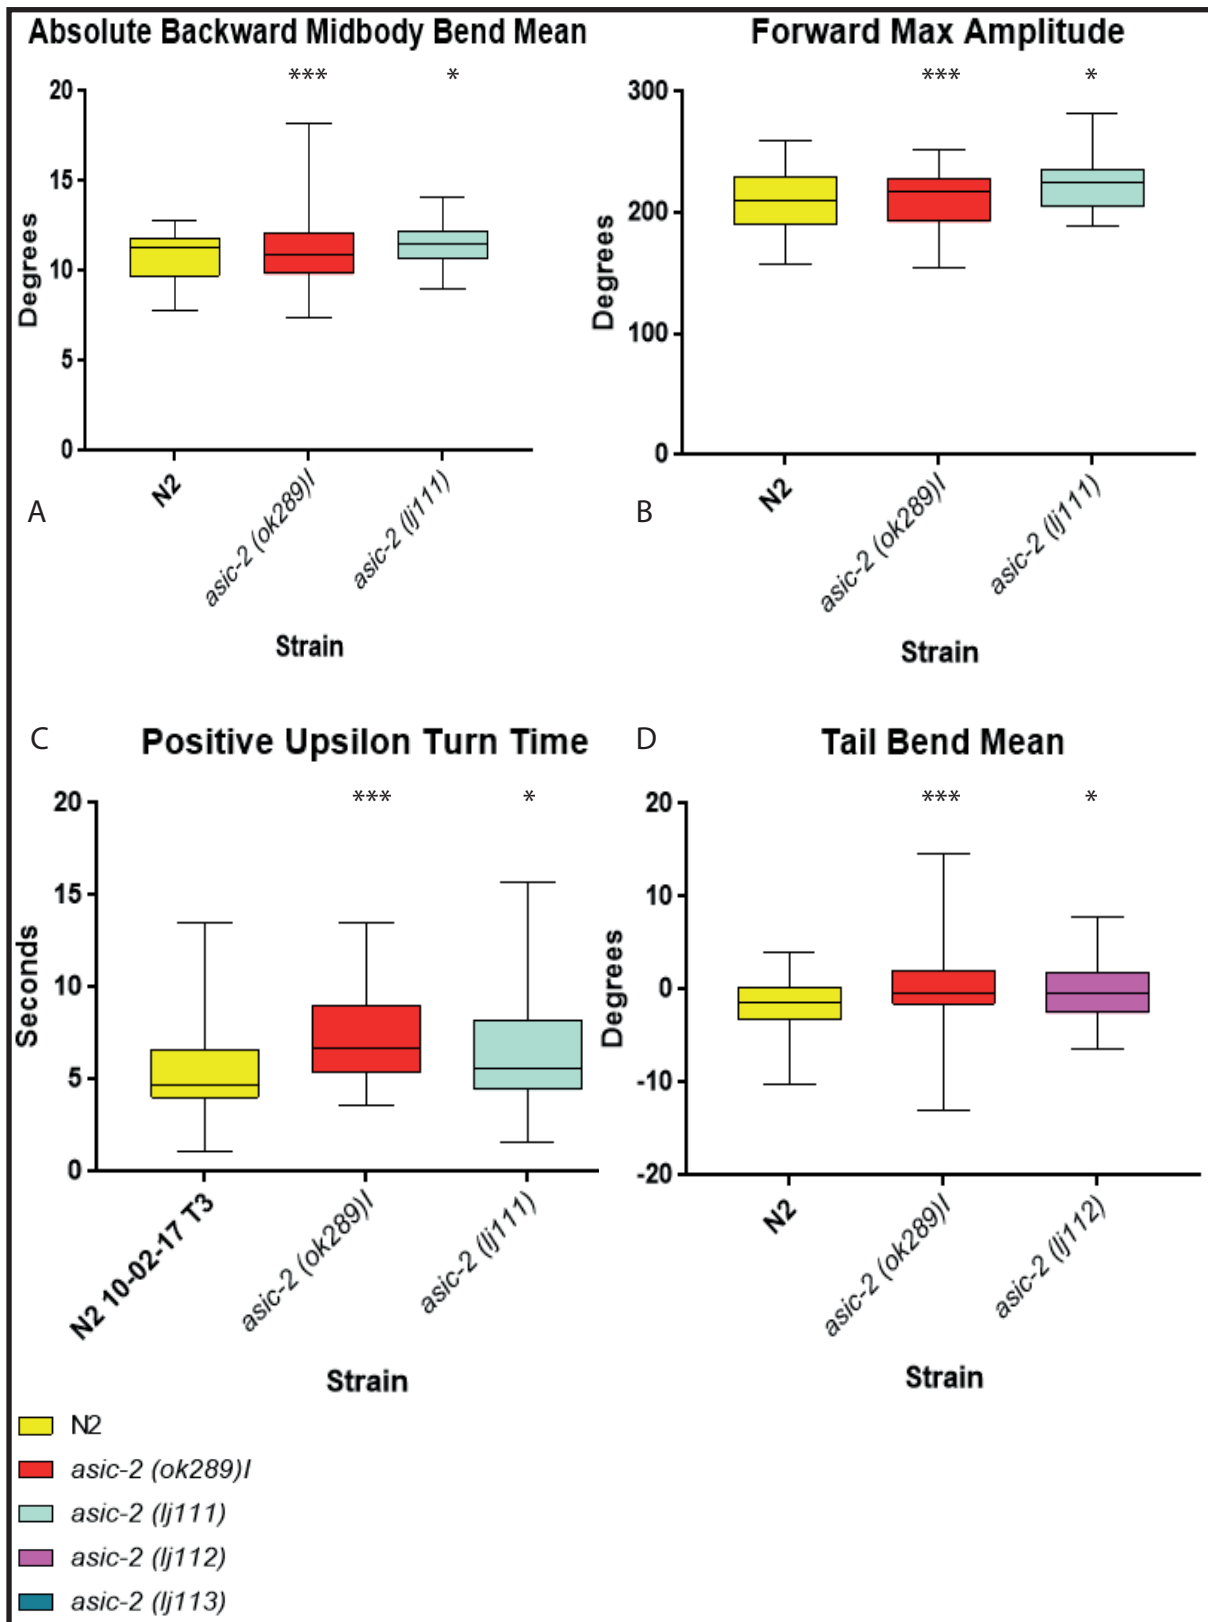 Absolute Backward Midbody Bend Mean
*** *
20
15
10
5
0
Degrees
N2
asic-2 (ok289)I
asic-2 (lj111)
A
Strain
Forward Max Amplitude
*** *
300
200
100
0
Degrees
N2
asic-2 (ok289)I
asic-2 (lj111)
B
Strain
C
Positive Upsilon Turn Time
*** *
20
15
10
5
0
Seconds
N2 10-02-17 T3
asic-2 (ok289)I
asic-2 (lj111)
Strain
D
Tail Bend Mean
*** *
20
10
0
-10
-20
Degrees
N2
asic-2 (ok289)I
asic-2 (lj112)
Strain
N2
asic-2 (ok289)I
asic-2 (lj111)
asic-2 (lj112)
asic-2 (lj113)